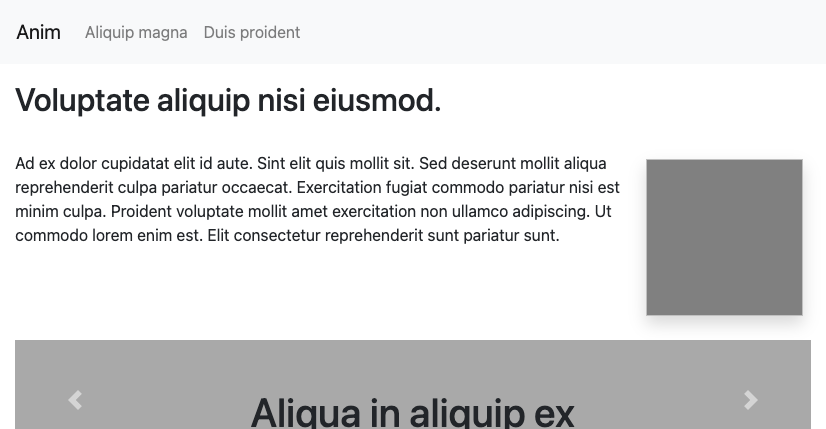 Anim Aliquip magna Duis proident
Voluptate aliquip nisi eiusmod.
Ad ex dolor cupidatat elit id aute. Sint elit quis mollit sit. Sed deserunt mollit aliqua
reprehenderit culpa pariatur occaecat. Exercitation fugiat commodo pariatur nisi est
minim culpa. Proident voluptate mollit amet exercitation non ullamco adipiscing. Ut
commodo lorem enim est. Elit consectetur reprehenderit sunt pariatur sunt.
Aliqua in aliquip ex